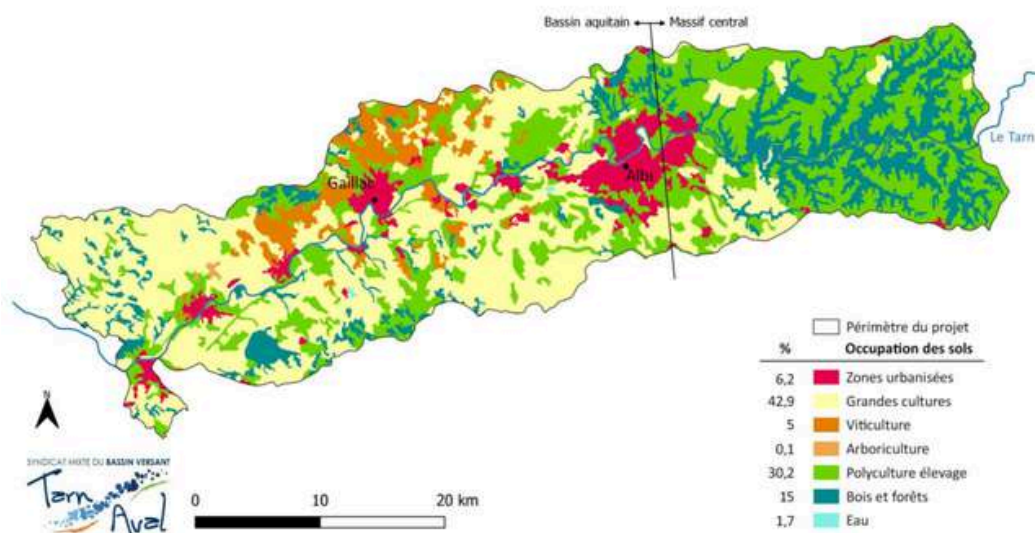 Bassin aquitain
Massif central
Le Tarn
Gaillac
Albi
Périmètre du projet
% Occupation des sols
6,2 Zones urbanisées
42,9 Grandes cultures
5 Viticulture
0,1 Arboriculture
30,2 Polyculture élevage
15 Bois et forêts
1,7 Eau
N
SYNDICAT MIXTE DU BASSIN VERSANT
Tarn
Aval
0 10 20 km